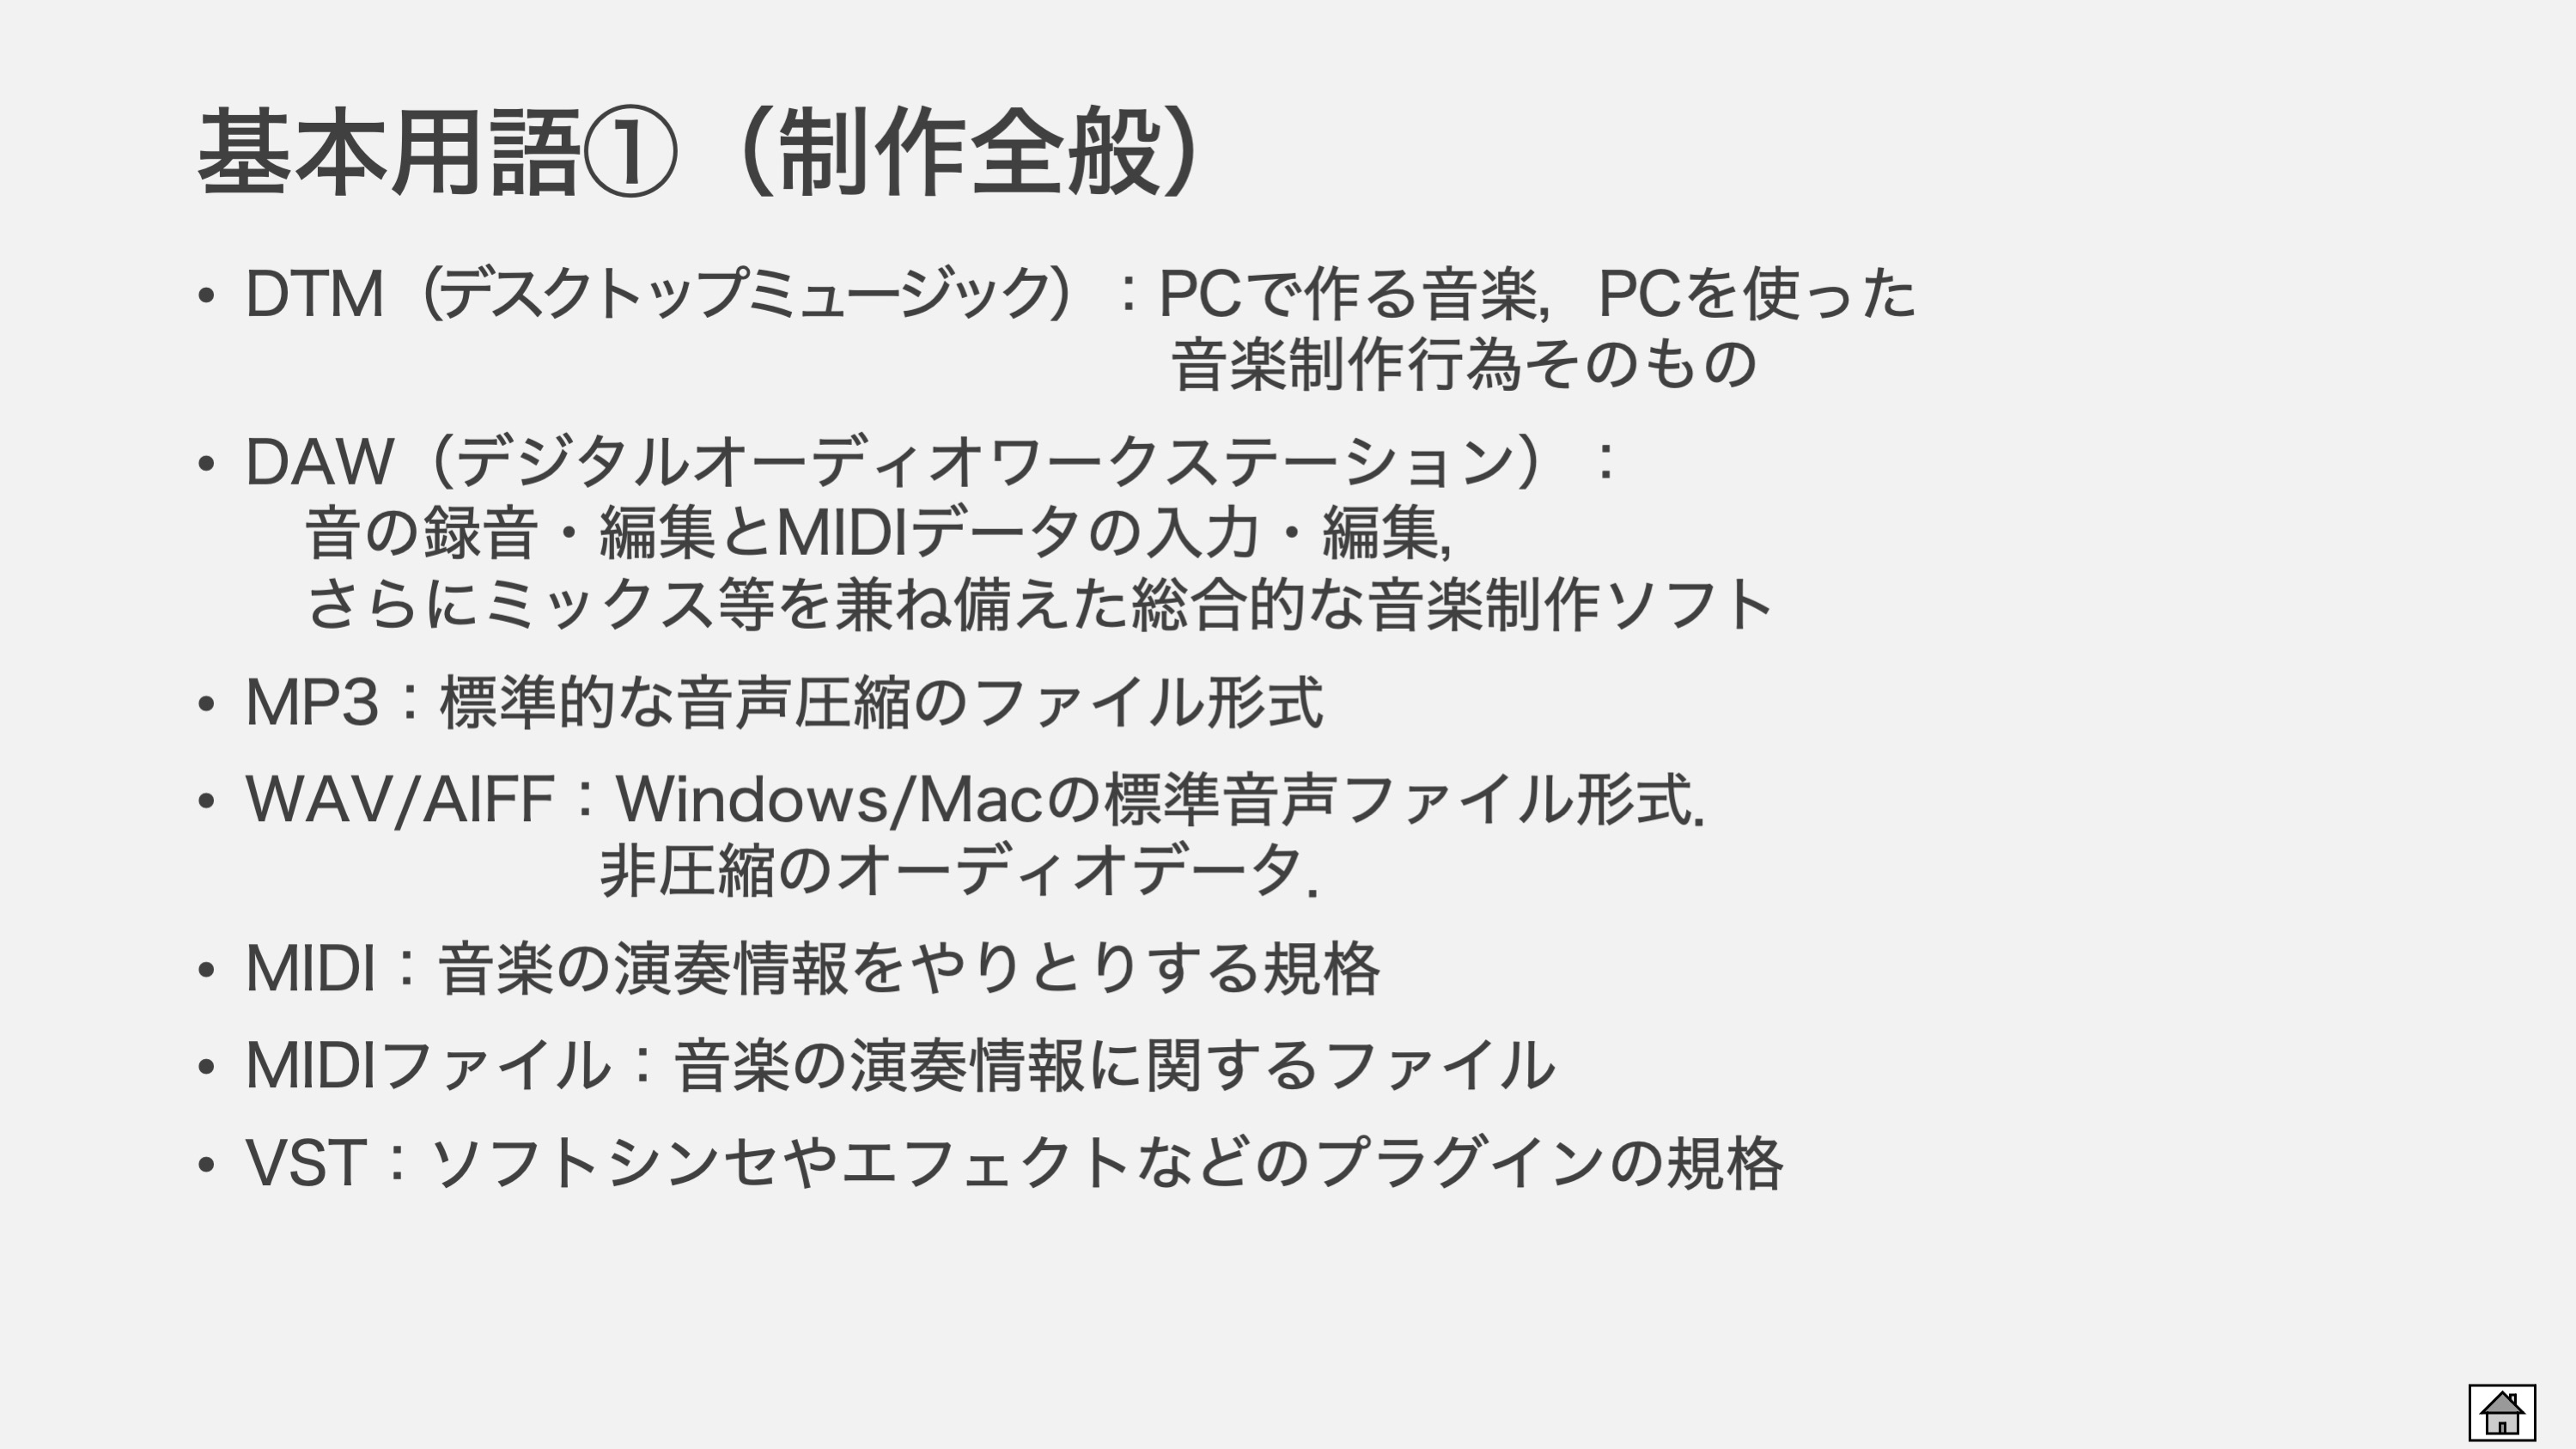 基本用語①（制作全般）
• DTM（デスクトップミュージック）：PCで作る音楽，PCを使った
音楽制作行為そのもの
• DAW（デジタルオーディオワークステーション）：
音の録音・編集とMIDIデータの入力・編集，
さらにミックス等を兼ね備えた総合的な音楽制作ソフト
• MP3：標準的な音声圧縮のファイル形式
• WAV/AIFF：Windows/Macの標準音声ファイル形式．
非圧縮のオーディオデータ．
• MIDI：音楽の演奏情報をやりとりする規格
• MIDIファイル：音楽の演奏情報に関するファイル
• VST：ソフトシンセやエフェクトなどのプラグインの規格